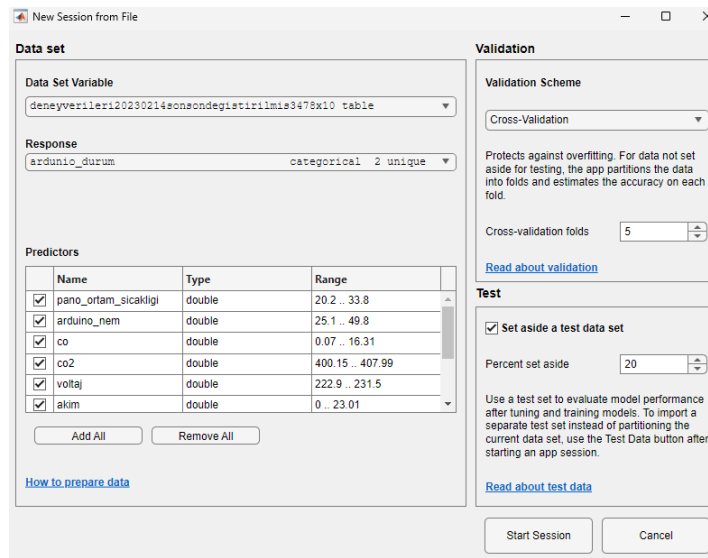 New Session from File
Data set
Data Set Variable
deneyverileri20230214sonsondegistirilmis3478x10 table
Response
ardunio_durum categorical 2 unique
Predictors
Name Type Range
pano_ortam_sicakligi double 20.2 .. 33.8
arduino_nem double 25.1 .. 49.8
co double 0.07 .. 16.31
co2 double 400.15 .. 407.99
voltaj double 222.9 .. 231.5
akim double 0 .. 23.01
Add All Remove All
How to prepare data
Validation
Validation Scheme
Cross-Validation
Protects against overfitting. For data not set
aside for testing, the app partitions the data
into folds and estimates the accuracy on each
fold.
Cross-validation folds 5
Read about validation
Test
Set aside a test data set
Percent set aside 20
Use a test set to evaluate model performance
after tuning and training models. To import a
separate test set instead of partitioning the
current data set, use the Test Data button after
starting an app session.
Read about test data
Start Session Cancel